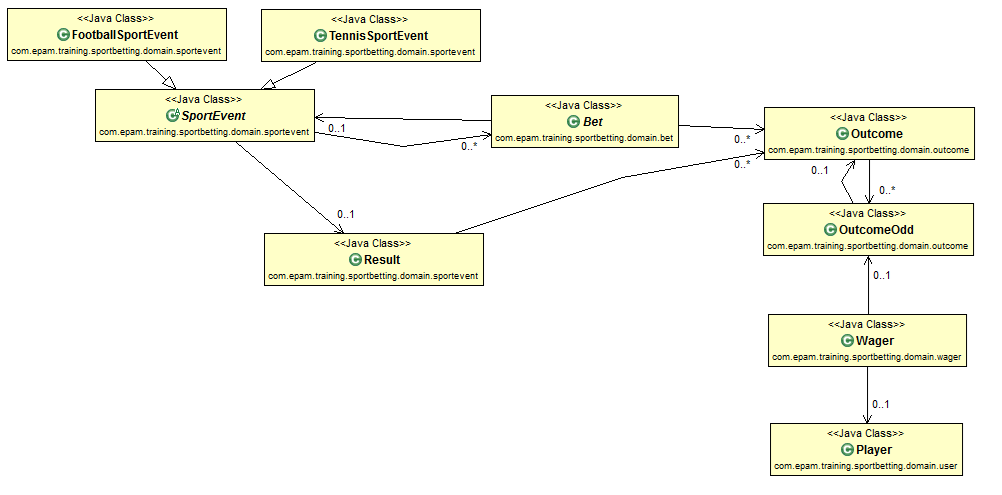 <<Java Class>>
FootballSportEvent
com.epam.training.sportbetting.domain.sportevent
<<Java Class>>
TennisSportEvent
com.epam.training.sportbetting.domain.sportevent
<<Java Class>>
SportEvent
com.epam.training.sportbetting.domain.sportevent
<<Java Class>>
Bet
com.epam.training.sportbetting.domain.bet
<<Java Class>>
Outcome
com.epam.training.sportbetting.domain.outcome
0..1
0..*
0..*
0..*
0..1
0..*
0..1
<<Java Class>>
Result
com.epam.training.sportbetting.domain.sportevent
<<Java Class>>
OutcomeOdd
com.epam.training.sportbetting.domain.outcome
0..1
<<Java Class>>
Wager
com.epam.training.sportbetting.domain.wager
0..1
<<Java Class>>
Player
com.epam.training.sportbetting.domain.user